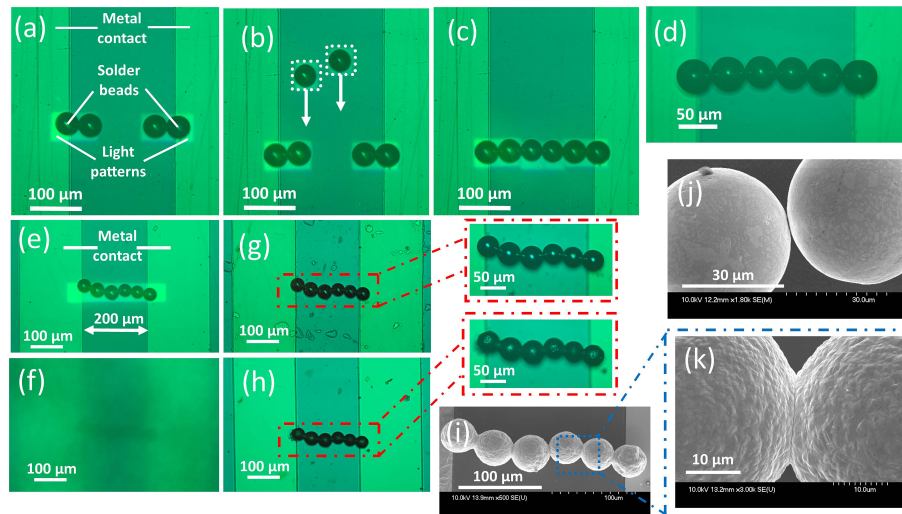 (a)
Metal
contact
Solder
beads
Light
patterns
100 µm
(b)
100 µm
(c)
100 µm
(d)
50 µm
(e)
Metal
contact
200 µm
100 µm
(f)
100 µm
(g)
100 µm
50 µm
(h)
100 µm
50 µm
(i)
100 µm
10.0kV 13.9mm x500 SE(U)
100um
(j)
30 µm
10.0kV 12.2mm x1.80k SE(M)
30.0um
(k)
10 µm
10.0kV 13.2mm x3.00k SE(U)
10.0um